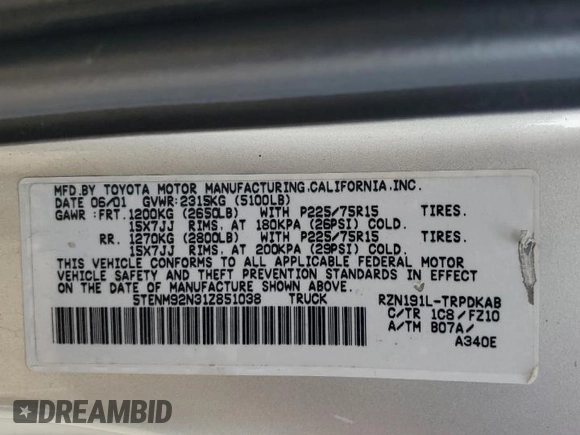 MFD.BY TOYOTA MOTOR MANUFACTURING,CALIFORNIA,INC.
DATE 06/01 GVWR:2315KG (5100LB)
GAWR:FRT.1200KG (2650LB) WITH P225/75R15 TIRES.
15X7JJ RIMS, AT 180KPA (26PSI) COLD.
RR. 1270KG (2800LB) WITH P225/75R15 TIRES.
15X7JJ RIMS, AT 200KPA (29PSI) COLD.
THIS VEHICLE CONFORMS TO ALL APPLICABLE FEDERAL MOTOR
VEHICLE SAFETY AND THEFT PREVENTION STANDARDS IN EFFECT
ON THE DATE OF MANUFACTURE SHOWN ABOVE.
5TENM92N31Z851038 TRUCK RZN191L-TRPDKAB
C/TR 1C8/FZ10
A/TM B07A/
A340E
DREAMBID